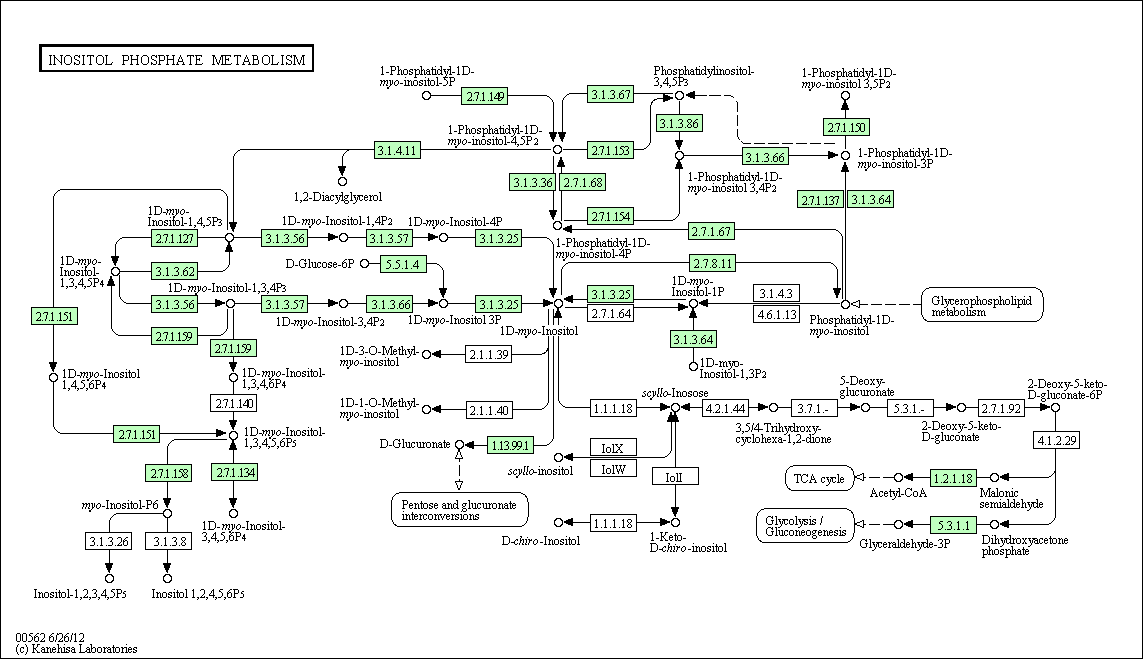 INOSITOL PHOSPHATE METABOLISM
1-Phosphatidyl-1D-
myo-inositol-5P
2.7.1.149
3.1.3.67
Phosphatidylinositol-
3,4,5P3
1-Phosphatidyl-1D-
myo-inositol 3,5P2
3.1.3.86
2.7.1.150
1-Phosphatidyl-1D-
myo-inositol-4,5P2
3.1.4.11
2.7.1.153
3.1.3.66
1-Phosphatidyl-1D-
myo-inositol-3P
1,2-Diacylglycerol
3.1.3.36
2.7.1.68
1-Phosphatidyl-1D-
myo-inositol 3,4P2
2.7.1.137
3.1.3.64
1D-myo-
Inositol-1,4,5P3
1D-myo-Inositol-1,4P2
1D-myo-Inositol-4P
2.7.1.154
2.7.1.127
3.1.3.56
3.1.3.57
3.1.3.25
2.7.1.67
1-Phosphatidyl-1D-
myo-inositol-4P
1D-myo-
Inositol-
1,3,4,5P4
3.1.3.62
D-Glucose-6P
5.5.1.4
2.7.8.11
1D-myo-Inositol-1,3,4P3
1D-myo-
Inositol-1P
3.1.3.56
3.1.3.57
3.1.3.66
3.1.3.25
3.1.3.25
3.1.4.3
Glycerophospholipid
metabolism
2.7.1.151
1D-myo-Inositol-3,4P2
1D-myo-Inositol 3P
2.7.1.64
4.6.1.13
Phosphatidyl-1D-
myo-inositol
1D-myo-Inositol
2.7.1.159
2.7.1.159
3.1.3.64
1D-3-O-Methyl-
myo-inositol
2.1.1.39
1D-myo-
Inositol-1,3P2
1D-myo-Inositol
1,4,5,6P4
1D-myo-Inositol-
1,3,4,6P4
2.7.1.140
1D-1-O-Methyl-
myo-inositol
2.1.1.40
scyllo-Inosose
5-Deoxy-
glucuronate
2-Deoxy-5-keto-
D-gluconate-6P
1.1.1.18
4.2.1.44
3.7.1.-
5.3.1.-
2.7.1.92
3,5/4-Trihydroxy-
cyclohexa-1,2-dione
2-Deoxy-5-keto-
D-gluconate
2.7.1.151
1D-myo-Inositol-
1,3,4,5,6P5
D-Glucuronate
1.13.99.1
IolX
IolW
4.1.2.29
2.7.1.158
2.7.1.134
scyllo-inositol
IolI
TCA cycle
1.2.1.18
Acetyl-CoA
Malonic
semialdehyde
myo-Inositol-P6
Pentose and glucuronate
interconversions
1D-myo-Inositol-
3,4,5,6P4
1.1.1.18
D-chiro-Inositol
1-Keto-
D-chiro-inositol
Glycolysis /
Gluconeogenesis
5.3.1.1
Glyceraldehyde-3P
Dihydroxyacetone
phosphate
3.1.3.26
3.1.3.8
Inositol-1,2,3,4,5P5
Inositol 1,2,4,5,6P5
00562 6/26/12
(c) Kanehisa Laboratories